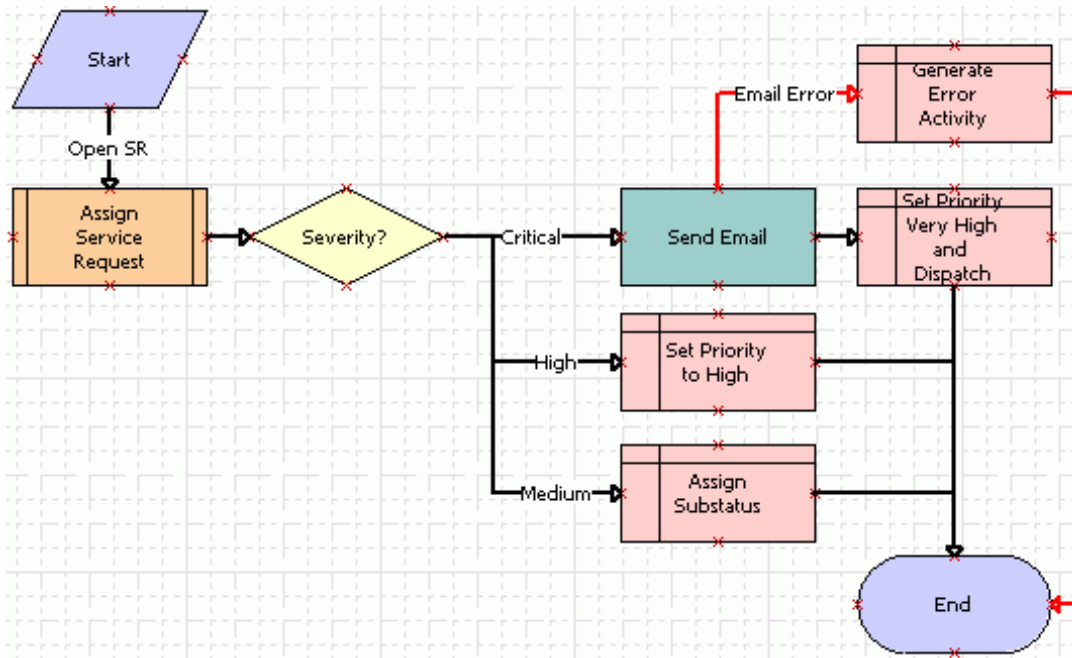 Start
Open SR
Assign
Service
Request
Severity?
Critical
Send Email
Email Error
Generate
Error
Activity
Set Priority
Very High
and
Dispatch
High
Set Priority
to High
Medium
Assign
Substatus
End